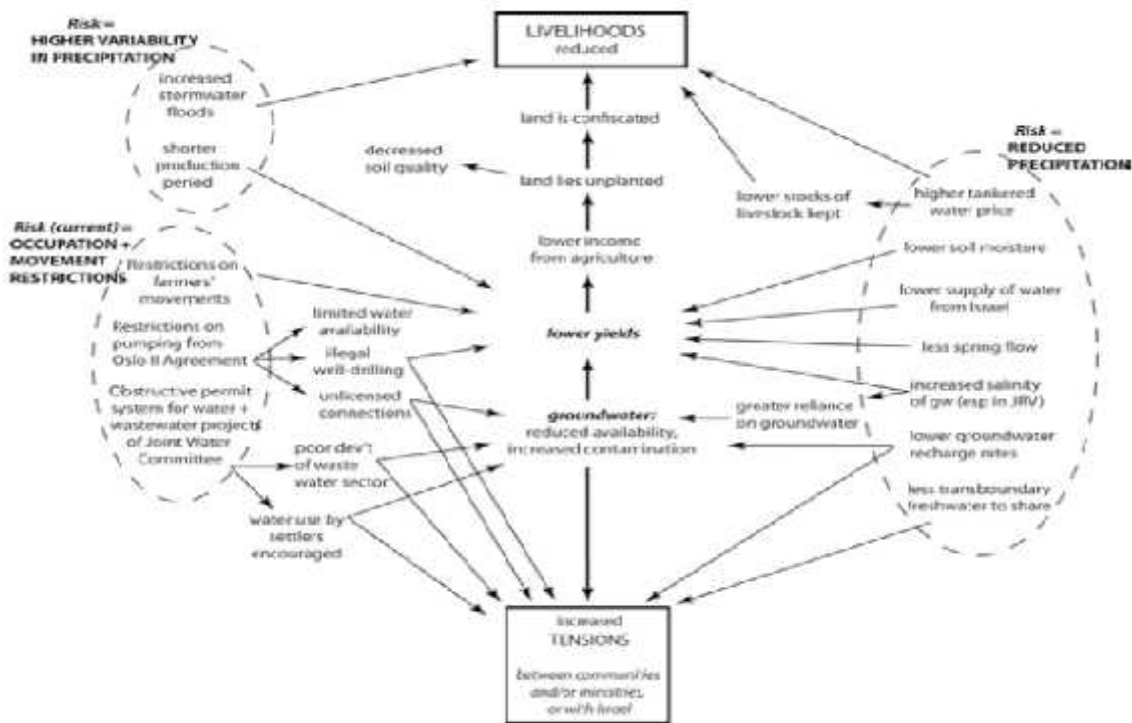 Risk =
HIGHER VARIABILITY
IN PRECIPITATION
increased
stormwater
floods
shorter
production
period
LIVELIHOODS
reduced
land is confiscated
decreased
soil quality
land lies unplanted
lower income
from agriculture
lower stocks of
livestock kept
Risk =
REDUCED
PRECIPITATION
higher tankered
water price
lower soil moisture
lower supply of water
from Israel
less spring flow
increased salinity
of gw (esp in JRV)
greater reliance
on groundwater
lower groundwater
recharge rates
less transboundary
freshwater to share
Risk (current) =
OCCUPATION +
MOVEMENT
RESTRICTIONS
Restrictions on
farmers'
movements
Restrictions on
pumping from
Oslo II Agreement
Obstructive permit
system for water +
wastewater projects
of Joint Water
Committee
limited water
availability
illegal
well-drilling
unlicensed
connections
poor dev't
of waste
water sector
water use by
settlers
encouraged
lower yields
groundwater:
reduced availability,
increased contamination
increased
TENSIONS
between communities
and/or ministries,
or with Israel